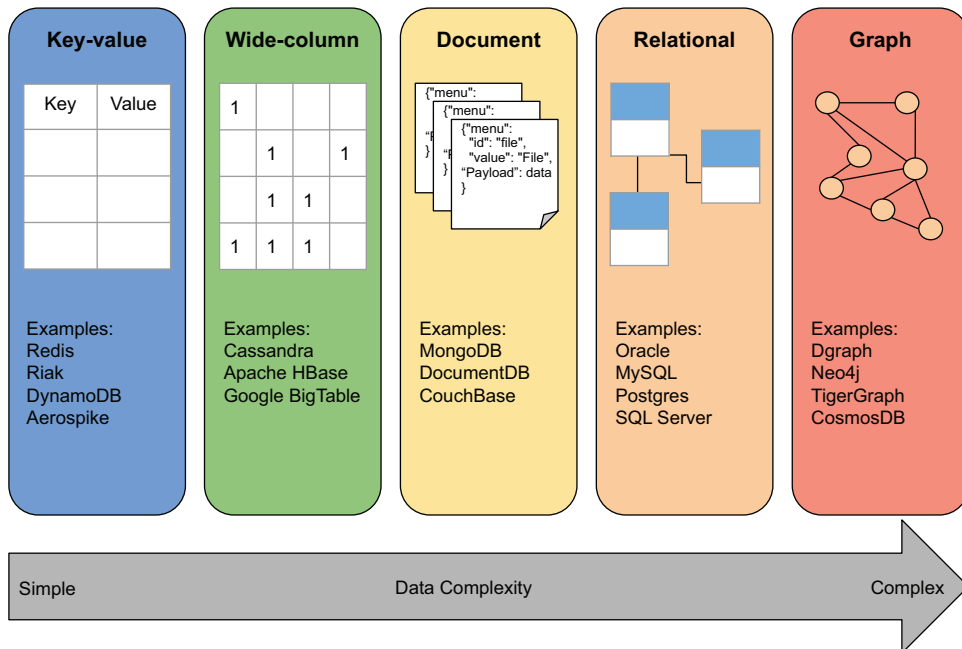 Key-value
Key Value
Examples:
Redis
Riak
DynamoDB
Aerospike
Wide-column
1
1 1
1 1
1 1 1
Examples:
Cassandra
Apache HBase
Google BigTable
Document
{"menu":
“F
}
{"menu":
“F
}
{"menu":
"id": "file",
"value": "File",
“Payload”: data
}
Examples:
MongoDB
DocumentDB
CouchBase
Relational
Examples:
Oracle
MySQL
Postgres
SQL Server
Graph
Examples:
Dgraph
Neo4j
TigerGraph
CosmosDB
Simple Data Complexity Complex